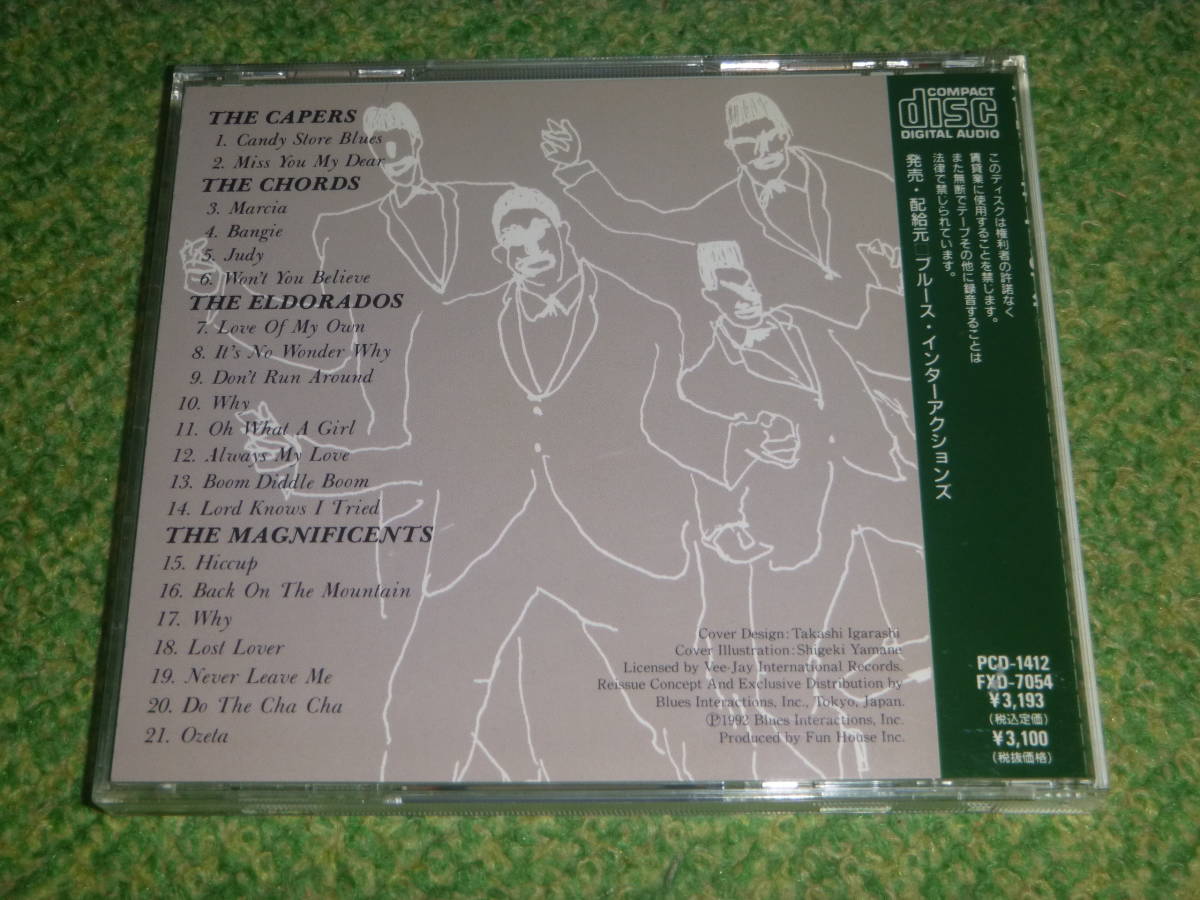 THE CAPERS
1. Candy Store Blues
2. Miss You My Dear
THE CHORDS
3. Marcia
4. Bangie
5. Judy
6. Won't You Believe
THE ELDORADOS
7. Love Of My Own
8. It's No Wonder Why
9. Don't Run Around
10. Why
11. Oh What A Girl
12. Always My Love
13. Boom Diddle Boom
14. Lord Knows I Tried
THE MAGNIFICENTS
15. Hiccup
16. Back On The Mountain
17. Why
18. Lost Lover
19. Never Leave Me
20. Do The Cha Cha
21. Ozeta
Cover Design: Takashi Igarashi
Cover Illustration: Shigeki Yamane
Licensed by Vee-Jay International Records.
Reissue Concept And Exclusive Distribution by
Blues Interactions, Inc., Tokyo, Japan.
Ⓟ1992 Blues Interactions, Inc.
Produced by Fun House Inc.
COMPACT
disc
DIGITAL AUDIO
このディスクは権利者の許諾なく
賃貸業に使用することを禁じます。
また無断でテープその他に録音することは
法律で禁じられています。
発売・配給元 ブルース・インターアクションズ
PCD-1412
FXD-7054
¥3,193
(税込定価)
¥3,100
(税抜価格)